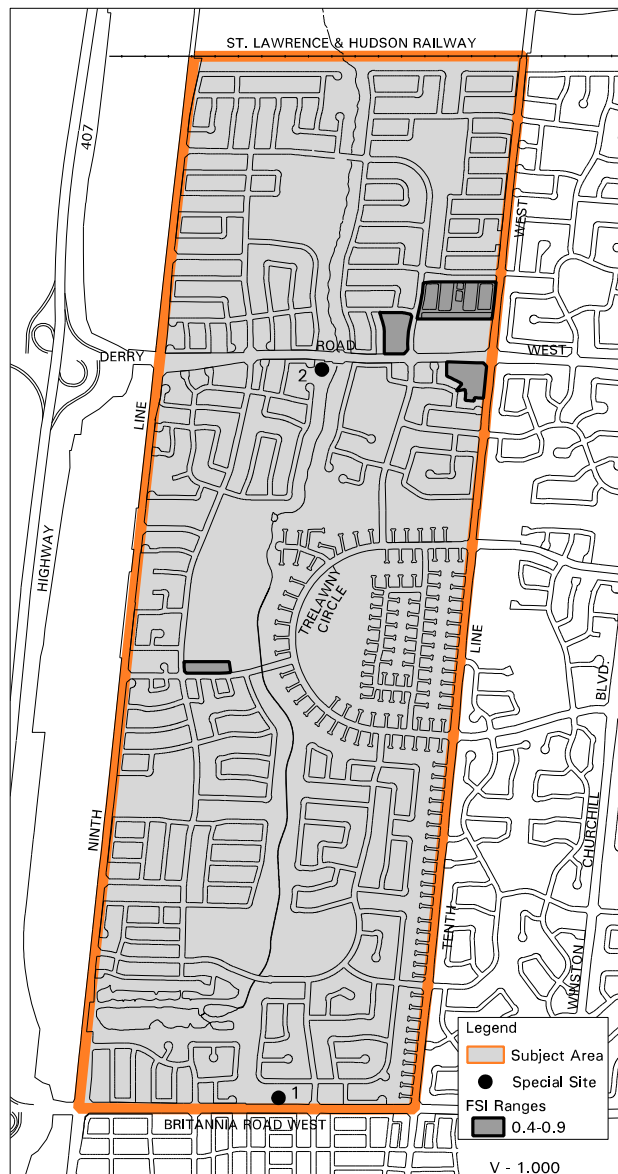 ST. LAWRENCE & HUDSON RAILWAY
407
WEST
DERRY
ROAD
WEST
2
LINE
HIGHWAY
TRELAWNY
CIRCLE
LINE
BLVD.
NINTH
CHURCHILL
TENTH
WINSTON
1
BRITANNIA ROAD WEST
Legend
Subject Area
Special Site
FSI Ranges
0.4-0.9
V - 1.000